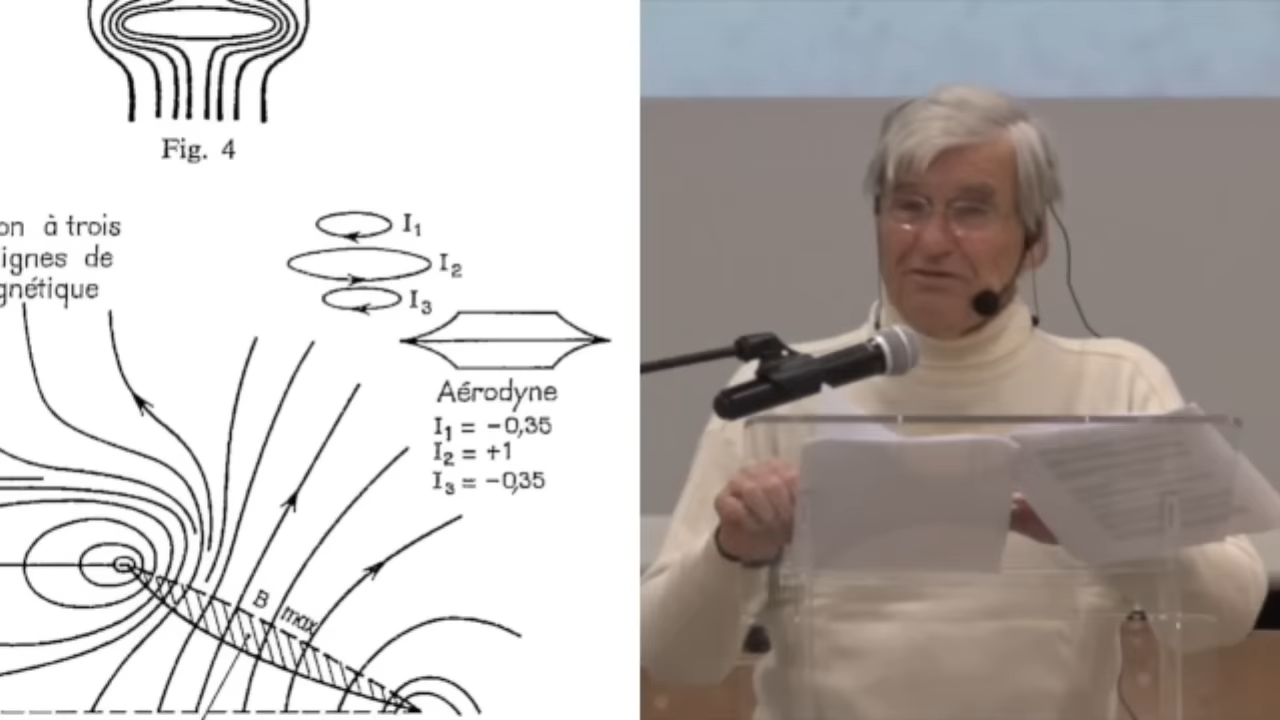 Fig. 4
on à trois
ignes de
gnétique
I1
I2
I3
Aérodyne
I1 = -0,35
I2 = +1
I3 = -0,35
B max